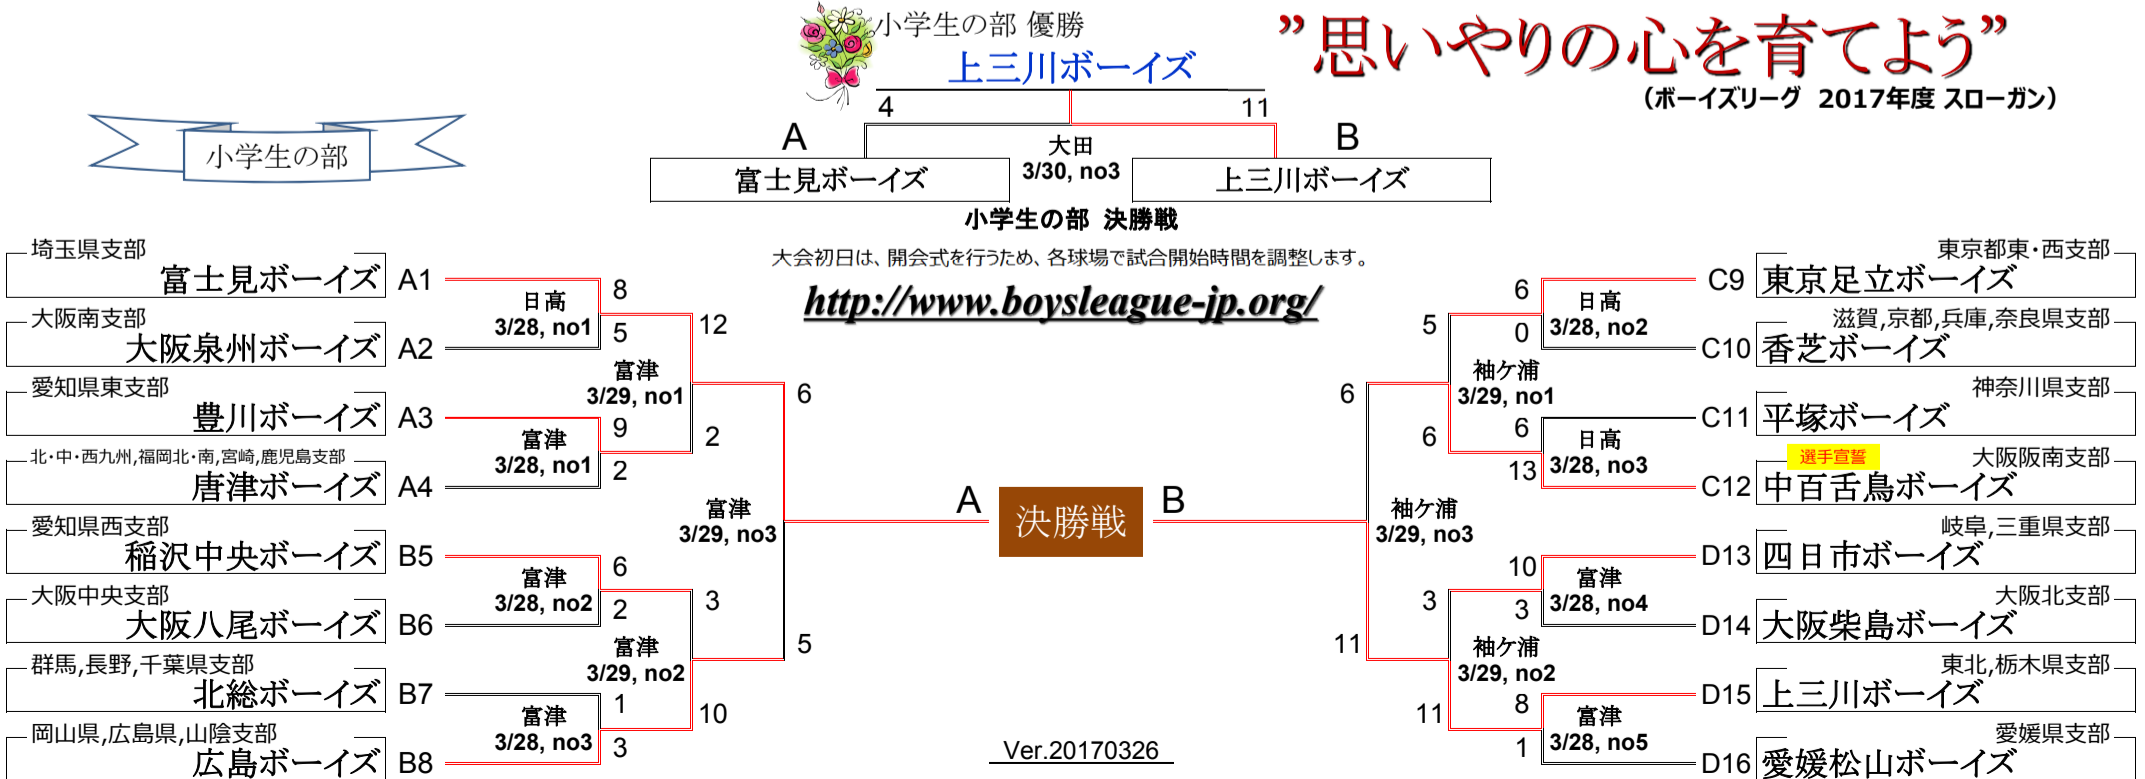 小学生の部 優勝
上三川ボーイズ
”思いやりの心を育てよう”
（ボーイズリーグ 2017年度 スローガン）
小学生の部
4
11
A
B
大田
3/30, no3
富士見ボーイズ
上三川ボーイズ
小学生の部 決勝戦
大会初日は、開会式を行うため、各球場で試合開始時間を調整します。
http://www.boysleague-jp.org/
埼玉県支部
富士見ボーイズ A1
大阪南支部
大阪泉州ボーイズ A2
愛知県東支部
豊川ボーイズ A3
北・中・西九州,福岡北・南,宮崎,鹿児島支部
唐津ボーイズ A4
愛知県西支部
稲沢中央ボーイズ B5
大阪中央支部
大阪八尾ボーイズ B6
群馬,長野,千葉県支部
北総ボーイズ B7
岡山県,広島県,山陰支部
広島ボーイズ B8
日高
3/28, no1
8
5
富津
3/28, no1
9
2
富津
3/28, no2
6
2
富津
3/28, no3
1
3
12
富津
3/29, no1
2
3
富津
3/29, no2
10
6
富津
3/29, no3
5
A
決勝戦
B
6
袖ケ浦
3/29, no3
11
5
袖ケ浦
3/29, no1
6
3
袖ケ浦
3/29, no2
11
6
0
日高
3/28, no2
6
13
日高
3/28, no3
10
3
富津
3/28, no4
8
1
富津
3/28, no5
東京都東・西支部
C9 東京足立ボーイズ
滋賀,京都,兵庫,奈良県支部
C10 香芝ボーイズ
神奈川県支部
C11 平塚ボーイズ
選手宣誓 大阪阪南支部
C12 中百舌鳥ボーイズ
岐阜,三重県支部
D13 四日市ボーイズ
大阪北支部
D14 大阪柴島ボーイズ
東北,栃木県支部
D15 上三川ボーイズ
愛媛県支部
D16 愛媛松山ボーイズ
Ver.20170326